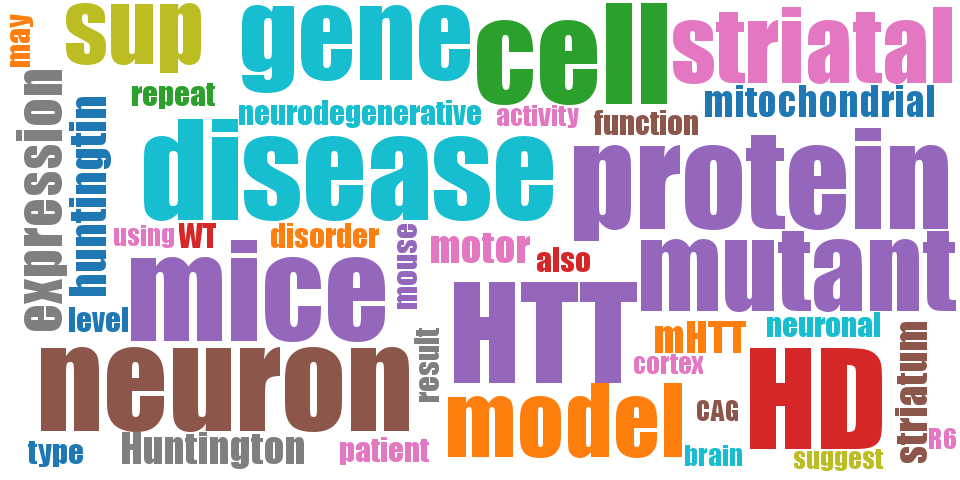 may
sup
gene
cell
striatal
repeat
neurodegenerative
activity
mitochondrial
function
expression
huntingtin
disease
protein
using
WT
disorder
mouse
motor
also
mutant
level
mice
HTT
mHTT
neuronal
neuron
result
cortex
HD
striatum
model
CAG
type
Huntington
patient
brain
suggest
R6